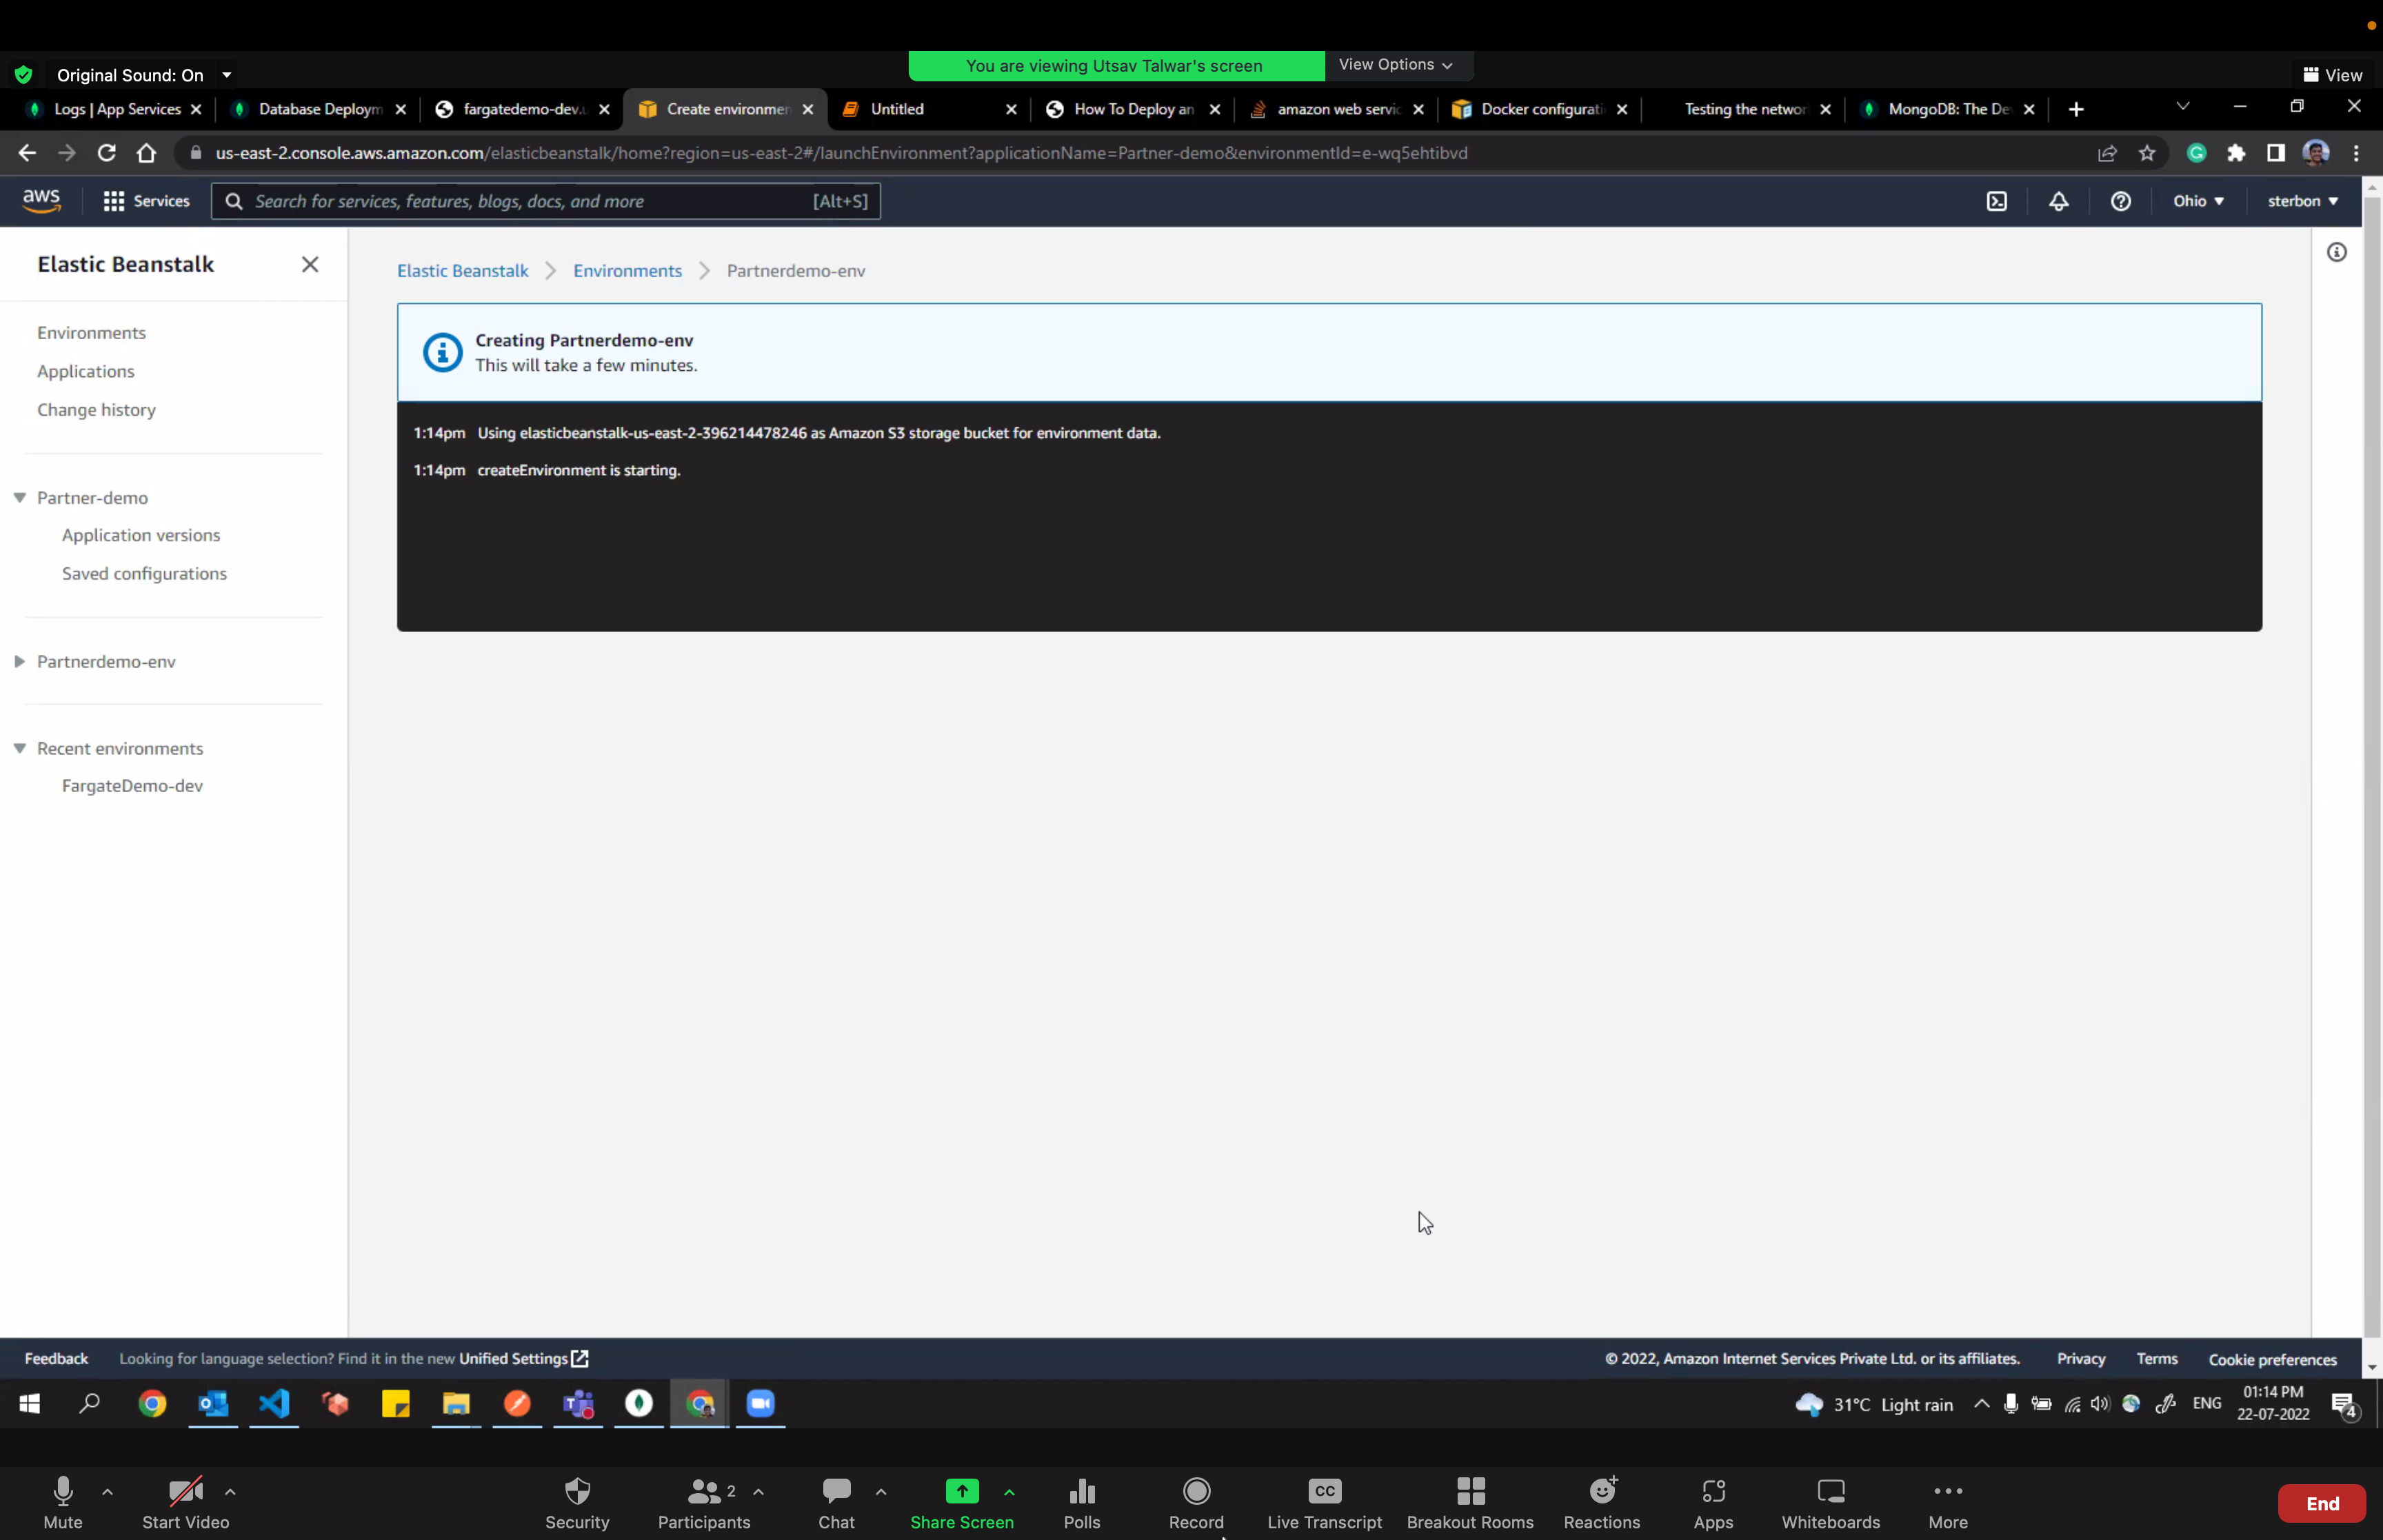 You are viewing Utsav Talwar's screen
View Options
Original Sound: On
View
Logs | App Services
Database Deploym
fargatedemo-dev.u
Create environmen
Untitled
How To Deploy an
amazon web servic
Docker configurati
Testing the networ
MongoDB: The De
us-east-2.console.aws.amazon.com/elasticbeanstalk/home?region=us-east-2#/launchEnvironment?applicationName=Partner-demo&environmentId=e-wq5ehtibvd
aws
Services
Search for services, features, blogs, docs, and more
[Alt+S]
Ohio
sterbon
Elastic Beanstalk
Environments
Applications
Change history
Partner-demo
Application versions
Saved configurations
Partnerdemo-env
Recent environments
FargateDemo-dev
Elastic Beanstalk > Environments > Partnerdemo-env
Creating Partnerdemo-env
This will take a few minutes.
1:14pm Using elasticbeanstalk-us-east-2-396214478246 as Amazon S3 storage bucket for environment data.
1:14pm createEnvironment is starting.
Feedback
Looking for language selection? Find it in the new Unified Settings
© 2022, Amazon Internet Services Private Ltd. or its affiliates.
Privacy
Terms
Cookie preferences
31°C Light rain
ENG
01:14 PM
22-07-2022
4
Mute
Start Video
Security
2
Participants
Chat
Share Screen
Polls
Record
CC
Live Transcript
Breakout Rooms
Reactions
Apps
Whiteboards
More
End